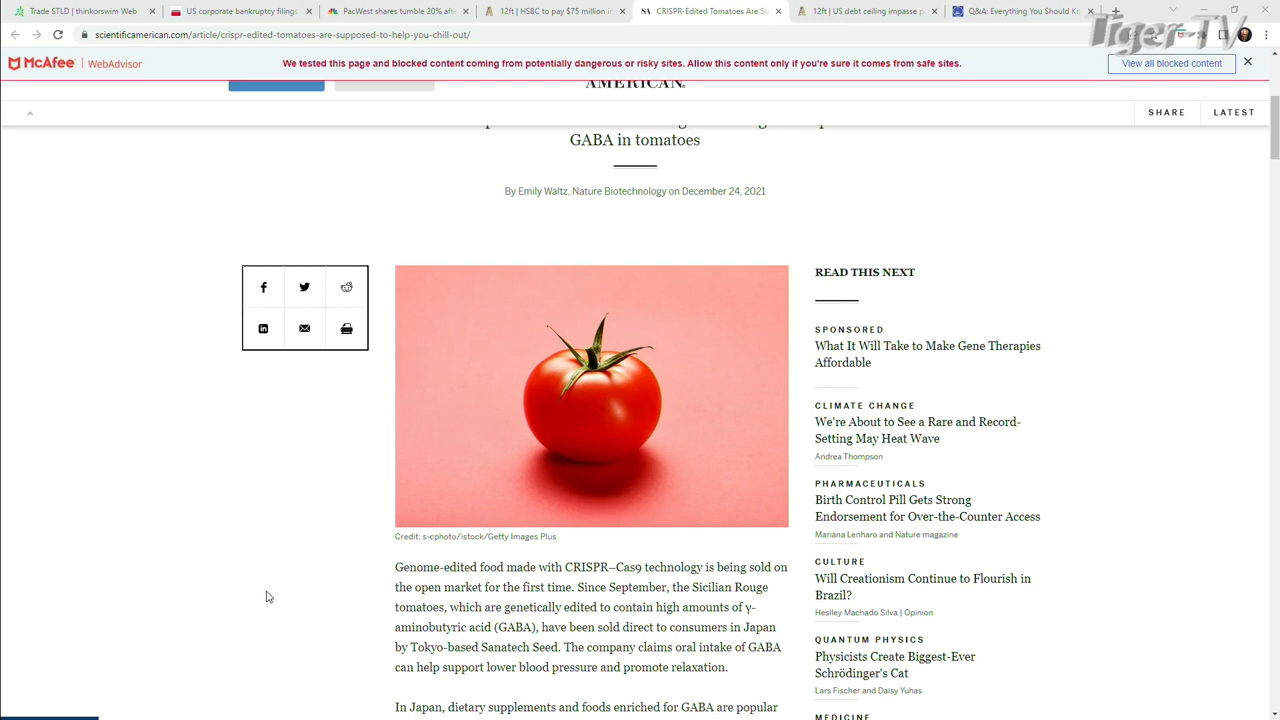 Trade STLD | thinkorswim Web
US corporate bankruptcy filings
PacWest shares tumble 20% afte
12ft | HSBC to pay $75 million in
CRISPR-Edited Tomatoes Are Su
12ft | US debt ceiling impasse p
Q&A: Everything You Should Kn
Tiger-TV
scientificamerican.com/article/crispr-edited-tomatoes-are-supposed-to-help-you-chill-out/
McAfee | WebAdvisor
We tested this page and blocked content coming from potentially dangerous or risky sites. Allow this content only if you're sure it comes from safe sites.
View all blocked content
AMERICAN®
SHARE
LATEST
GABA in tomatoes
By Emily Waltz, Nature Biotechnology on December 24, 2021
Credit: s-cphoto/istock/Getty Images Plus
Genome-edited food made with CRISPR–Cas9 technology is being sold on
the open market for the first time. Since September, the Sicilian Rouge
tomatoes, which are genetically edited to contain high amounts of γ-
aminobutyric acid (GABA), have been sold direct to consumers in Japan
by Tokyo-based Sanatech Seed. The company claims oral intake of GABA
can help support lower blood pressure and promote relaxation.
In Japan, dietary supplements and foods enriched for GABA are popular
READ THIS NEXT
SPONSORED
What It Will Take to Make Gene Therapies
Affordable
CLIMATE CHANGE
We're About to See a Rare and Record-
Setting May Heat Wave
Andrea Thompson
PHARMACEUTICALS
Birth Control Pill Gets Strong
Endorsement for Over-the-Counter Access
Mariana Lenharo and Nature magazine
CULTURE
Will Creationism Continue to Flourish in
Brazil?
Heslley Machado Silva | Opinion
QUANTUM PHYSICS
Physicists Create Biggest-Ever
Schrödinger's Cat
Lars Fischer and Daisy Yuhas
MEDICINE